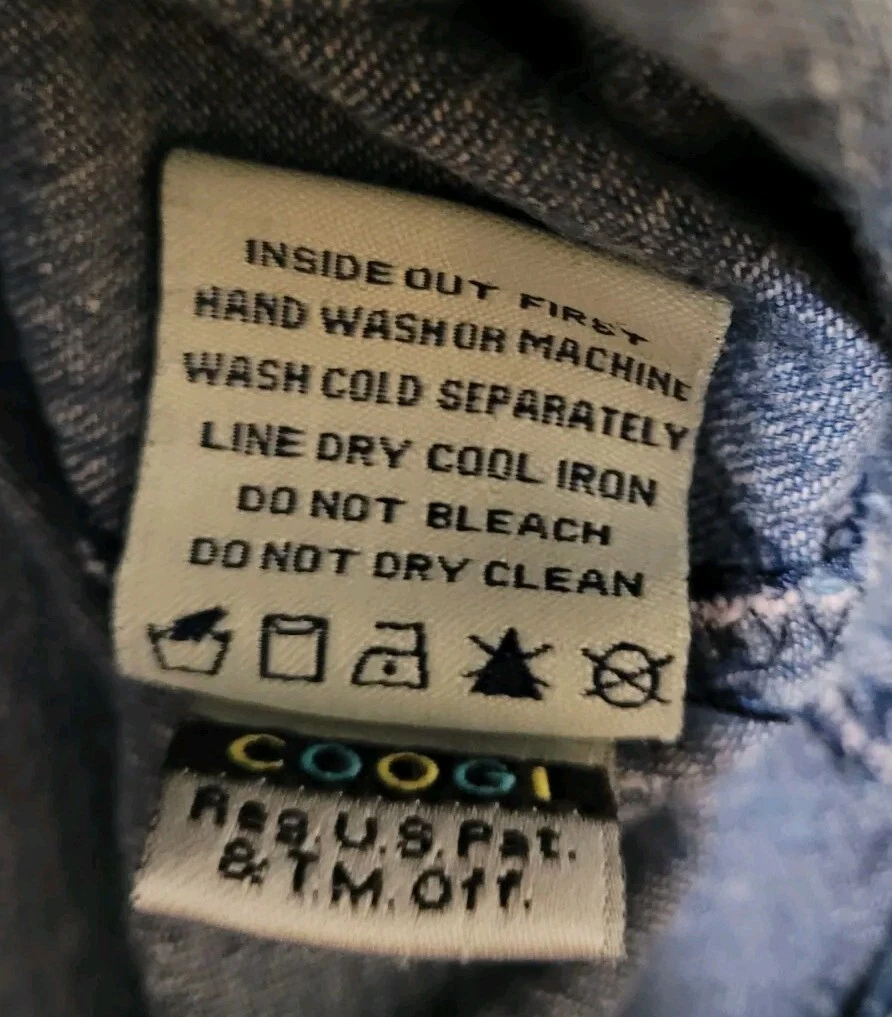 INSIDE OUT FIRST
HAND WASH OR MACHINE
WASH COLD SEPARATELY
LINE DRY COOL IRON
DO NOT BLEACH
DO NOT DRY CLEAN
COOGI
Reg. U.S. Pat.
& T.M. Off.